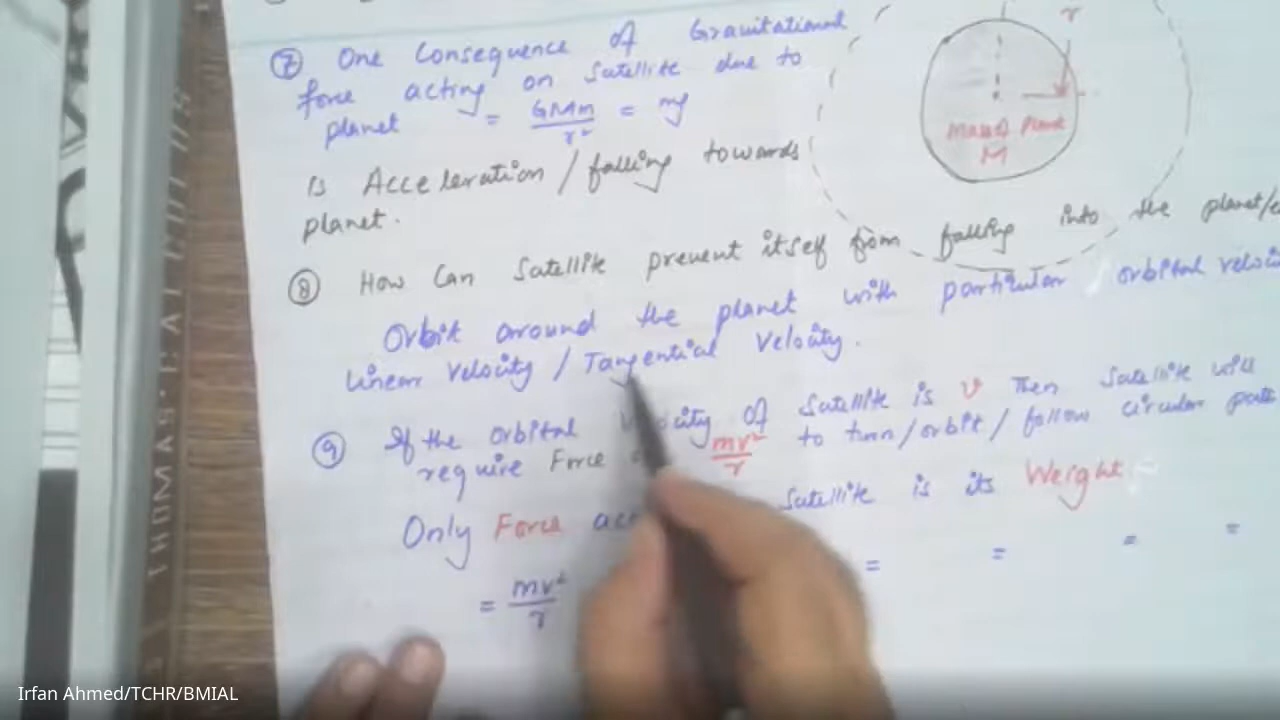 ⑦ One Consequence of Gravitational
force acting on Satellite due to
planet = GMm/r² = mg
is Acceleration / falling towards
planet.
⑧ How Can Satellite prevent itself from falling into the planet/
Orbit around the planet with particular orbital
Linear Velocity / Tangential Velocity.
⑨ If the orbital Velocity of Satellite is v Then Satellite will
require Force mv²/r to turn/orbit/follow circular
Only Force Satellite is its Weight
= mv²/r = = = =
r
Mass of Planet
M
THOMAS
Irfan Ahmed/TCHR/BMIAL